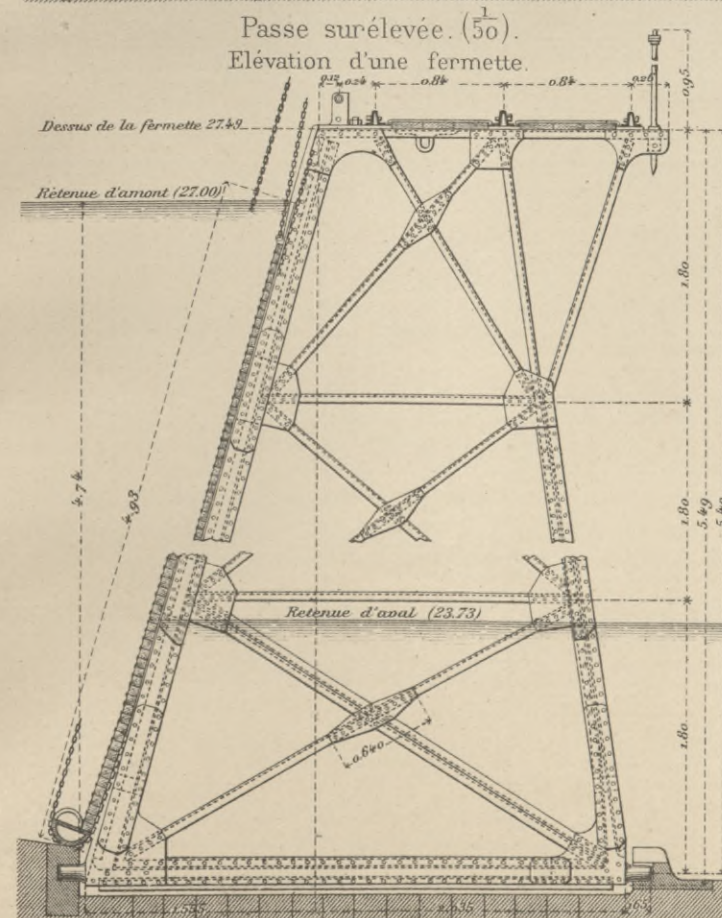 Passe surélevée. (1/50).
Elévation d'une fermette.
0.12 0.24 0.84 0.84 0.26
0.95
Dessus de la fermette 27.49
Retenue d'amont (27.00)
1.80
4.74
4.93
1.80
5.49
Retenue d'aval (23.73)
0.640
1.80